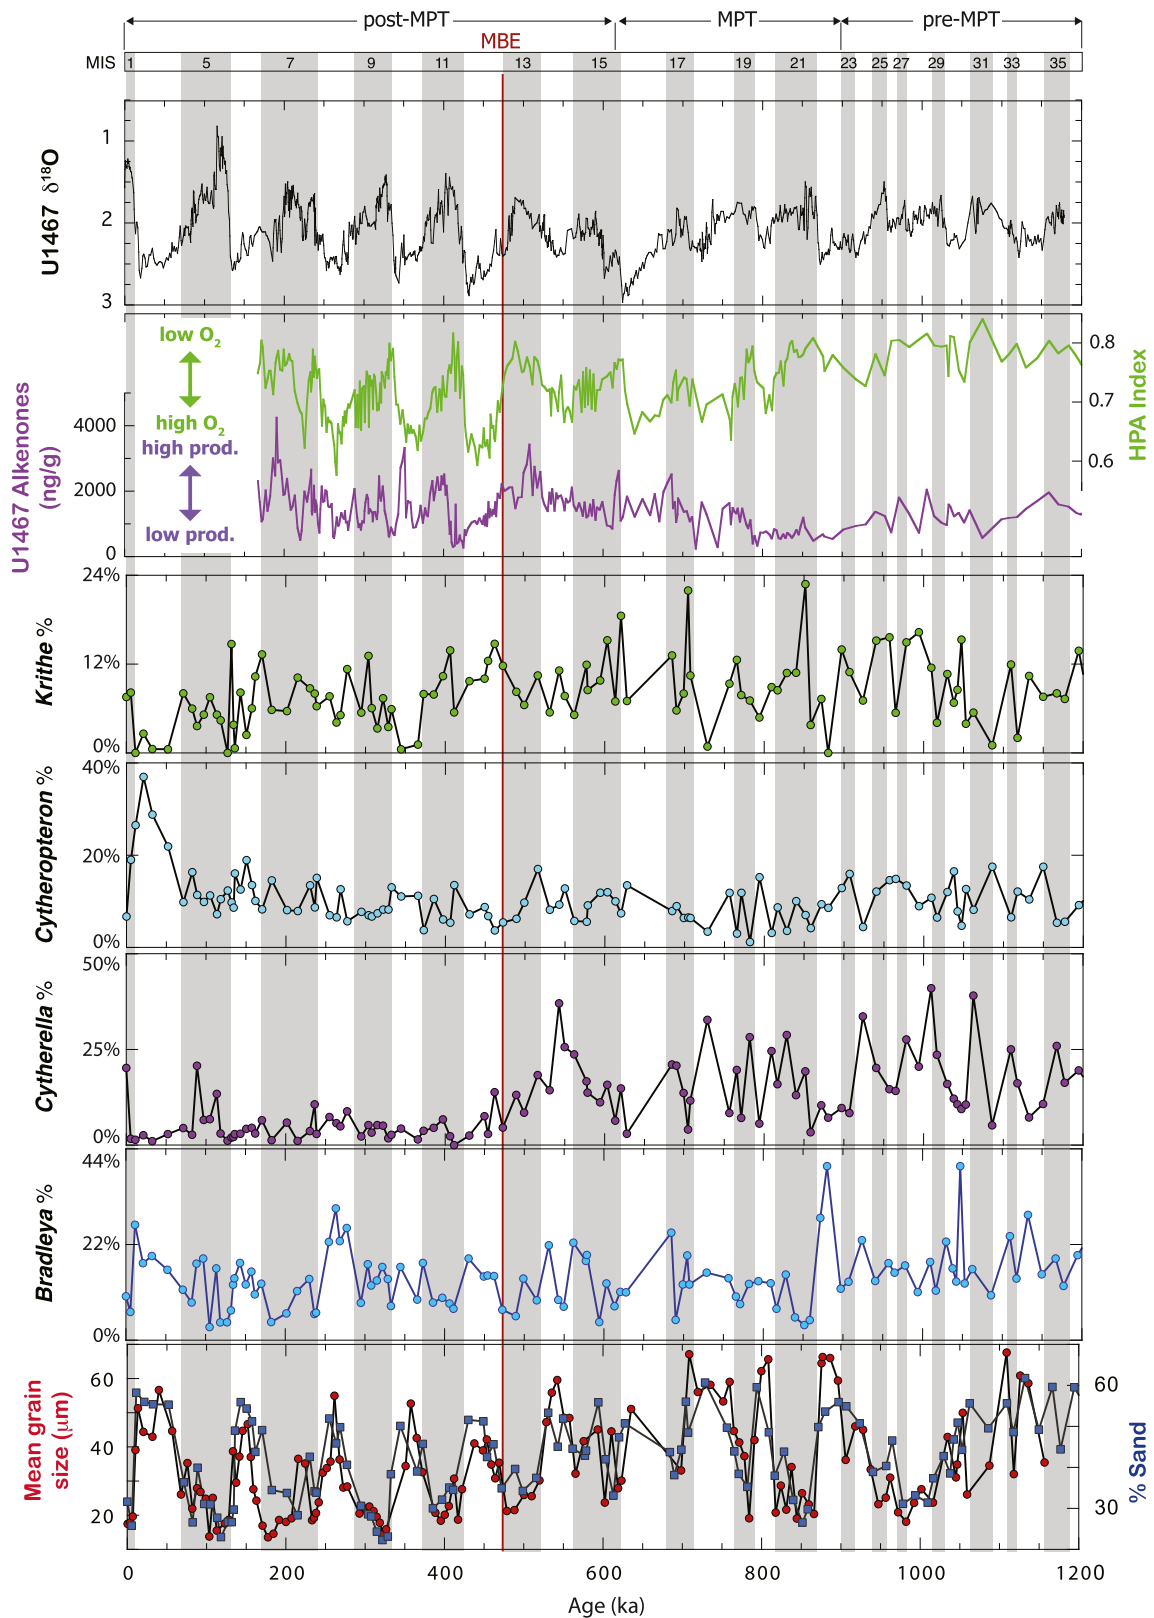 post-MPT MPT pre-MPT
MBE
MIS 1 5 7 9 11 13 15 17 19 21 23 25 27 29 31 33 35
U1467 δ18O
1
2
3
low O2
high O2
high prod.
low prod.
U1467 Alkenones
(ng/g)
4000
2000
0
HPA Index
0.8
0.7
0.6
Krithe %
24%
12%
0%
Cytheropteron %
40%
20%
0%
Cytherella %
50%
25%
0%
Bradleya %
44%
22%
0%
Mean grain
size (μm)
60
40
20
% Sand
60
30
0 200 400 600 800 1000 1200
Age (ka)